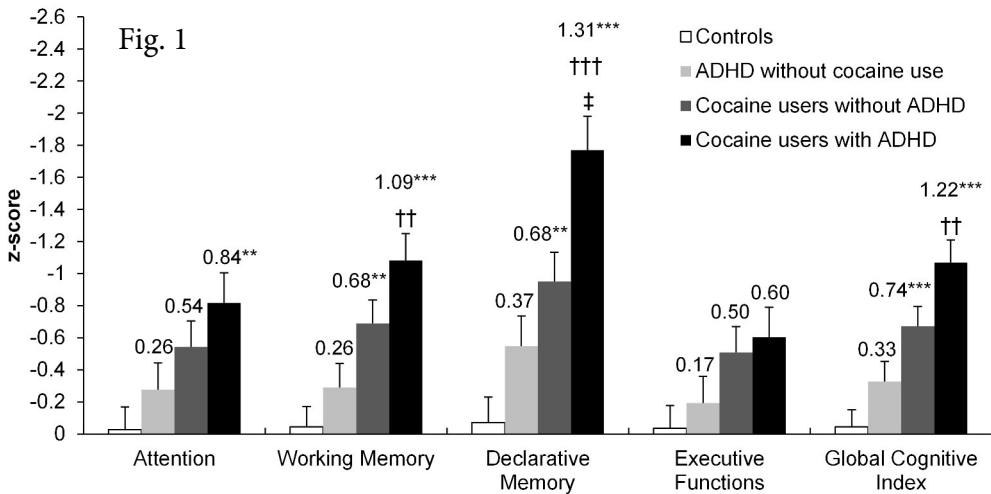 Fig. 1
z-score
-2.6
-2.4
-2.2
-2
-1.8
-1.6
-1.4
-1.2
-1
-0.8
-0.6
-0.4
-0.2
0
Controls
ADHD without cocaine use
Cocaine users without ADHD
Cocaine users with ADHD
0.26
0.54
0.84**
0.26
0.68**
1.09***
††
0.37
0.68**
1.31***
†††
‡
0.17
0.50
0.60
0.33
0.74***
1.22***
††
Attention
Working Memory
Declarative
Memory
Executive
Functions
Global Cognitive
Index